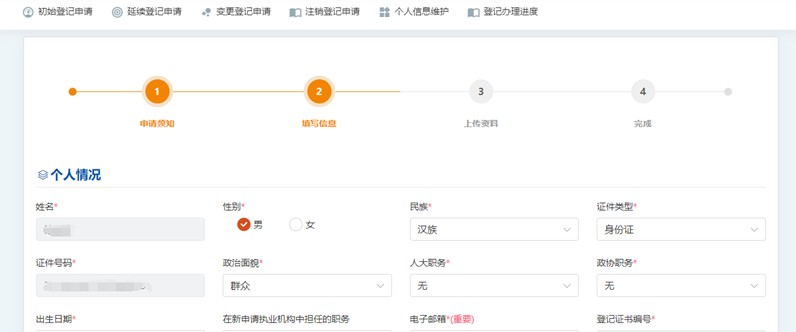 初始登记申请 延续登记申请 变更登记申请 注销登记申请 个人信息维护 登记办理进度
1 2 3 4
申请须知 填写信息 上传资料 完成
个人情况
姓名* 性别* 民族* 证件类型*
男 女 汉族 身份证
证件号码* 政治面貌* 人大职务* 政协职务*
群众 无 无
出生日期* 在新申请执业机构中担任的职务 电子邮箱*(重要) 登记证书编号*